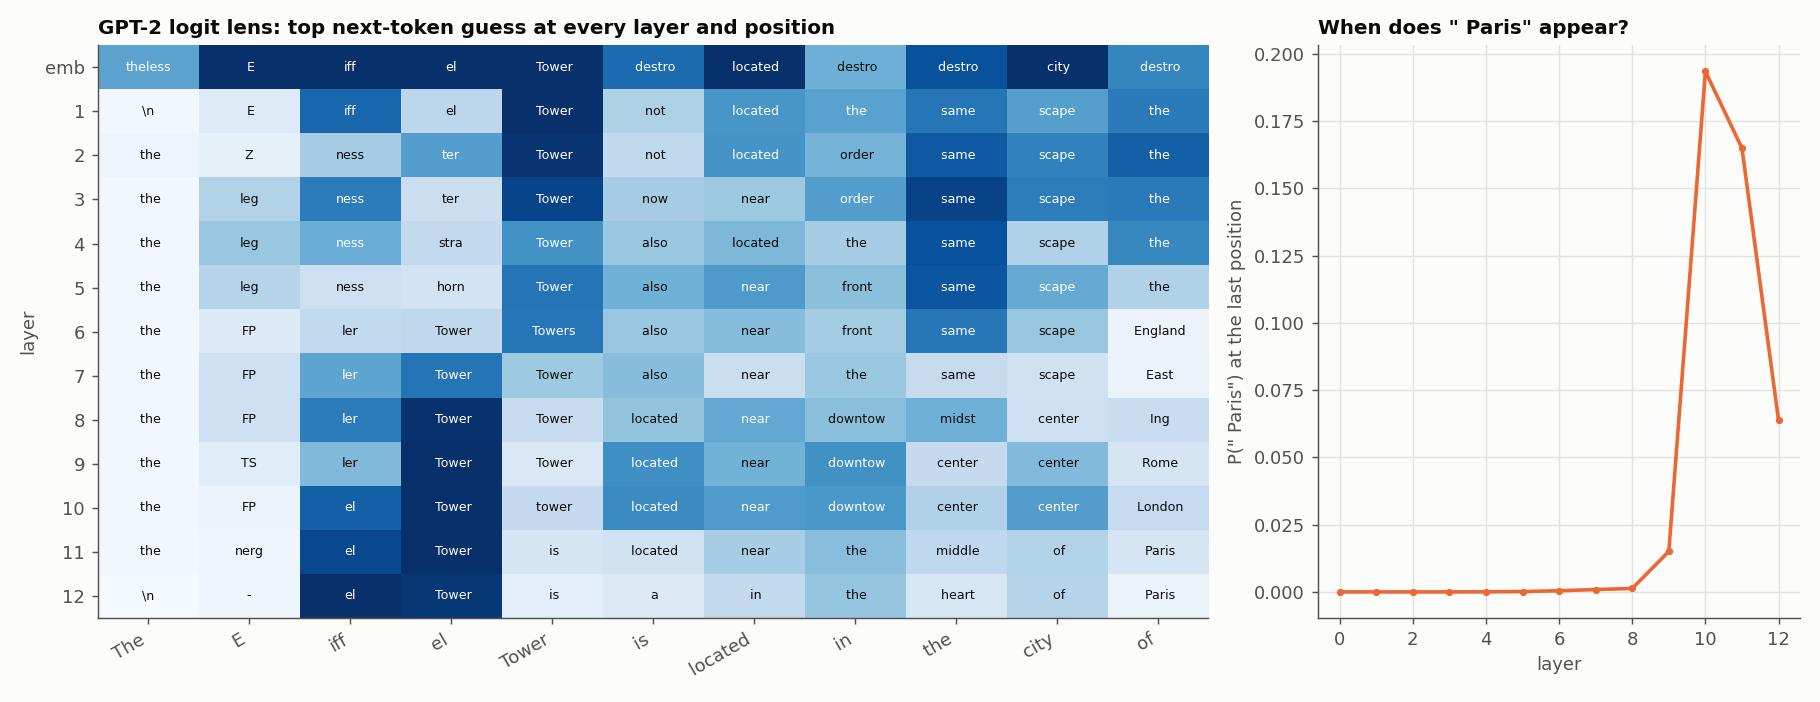 GPT-2 logit lens: top next-token guess at every layer and position
emb theless E iff el Tower destro located destro destro city destro
1 \n E iff el Tower not located the same scape the
2 the Z ness ter Tower not located order same scape the
3 the leg ness ter Tower now near order same scape the
4 the leg ness stra Tower also located the same scape the
5 the leg ness horn Tower also near front same scape the
6 the FP ler Tower Towers also near front same scape England
7 the FP ler Tower Tower also near the same scape East
8 the FP ler Tower Tower located near downtow midst center Ing
9 the TS ler Tower Tower located near downtow center center Rome
10 the FP el Tower tower located near downtow center center London
11 the nerg el Tower is located near the middle of Paris
12 \n - el Tower is a in the heart of Paris
layer
The E iff el Tower is located in the city of
When does " Paris" appear?
P(" Paris") at the last position
0.200
0.175
0.150
0.125
0.100
0.075
0.050
0.025
0.000
0 2 4 6 8 10 12
layer